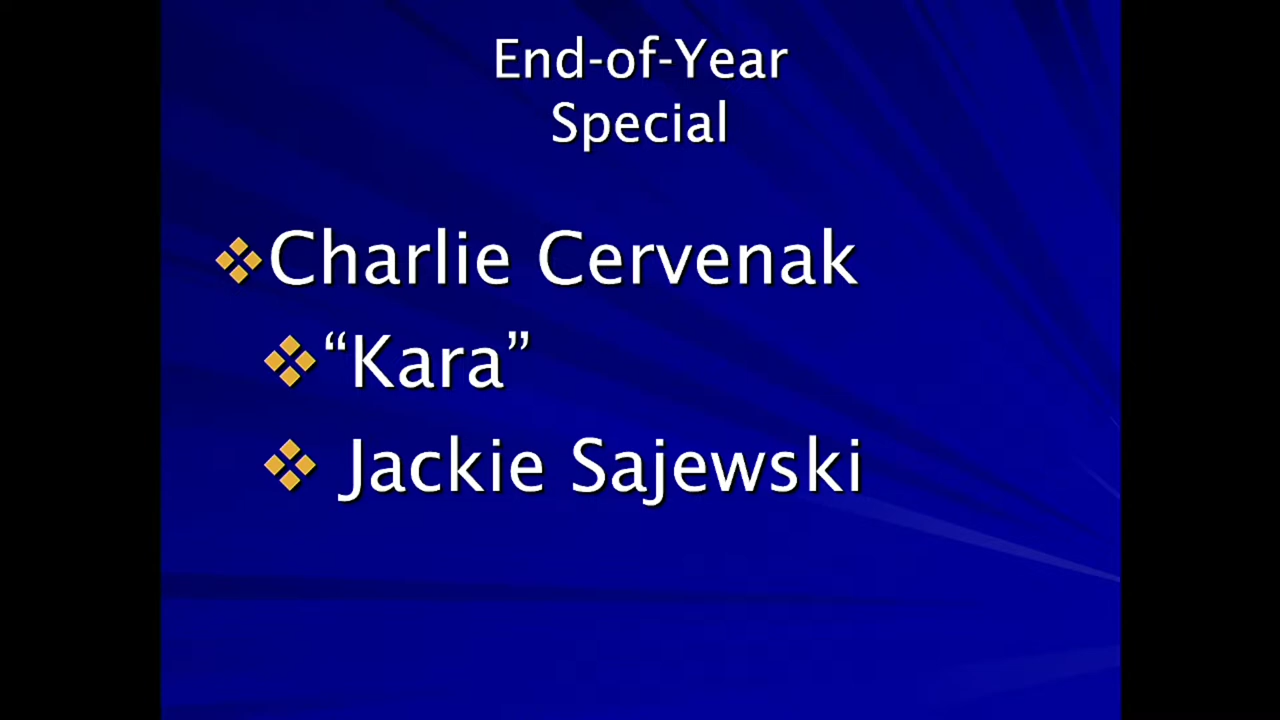 End-of-Year
Special
Charlie Cervenak
“Kara”
Jackie Sajewski